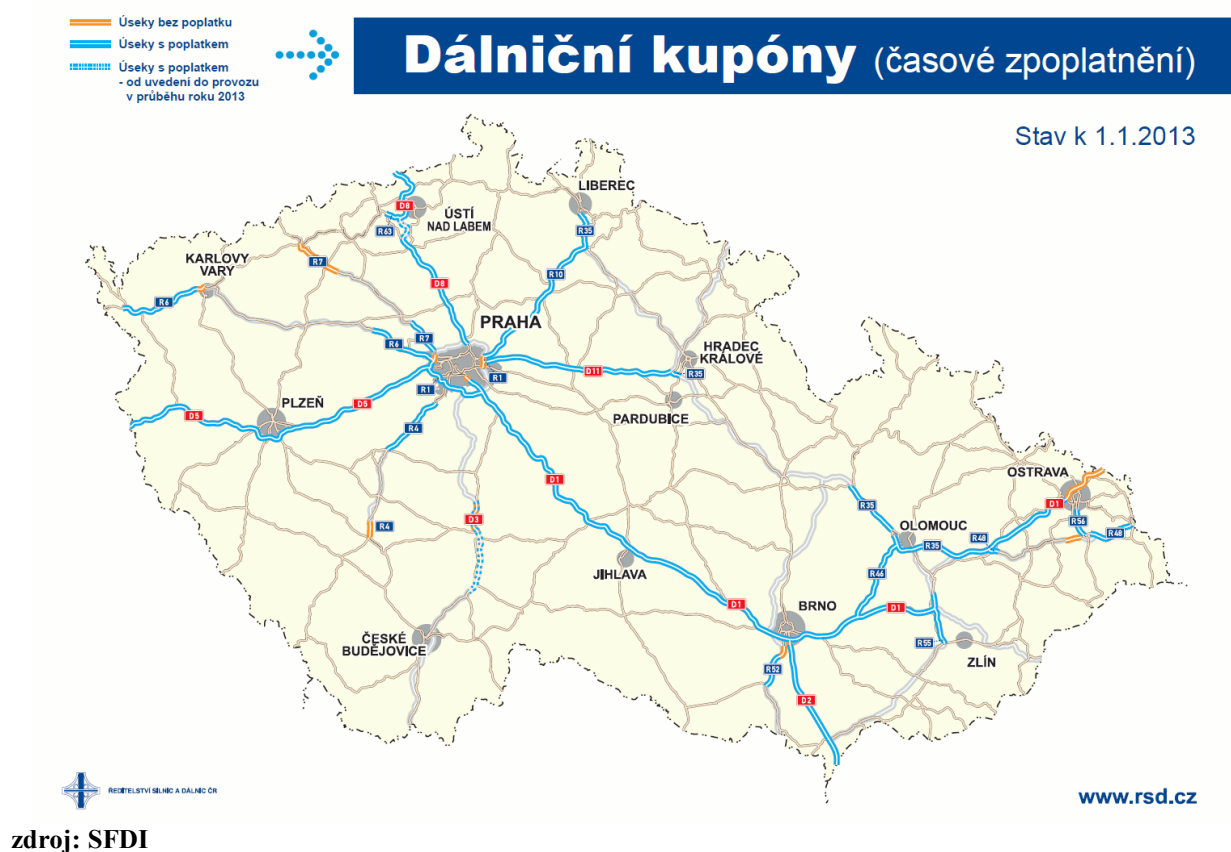 Úseky bez poplatku
Úseky s poplatkem
Úseky s poplatkem
- od uvedení do provozu
v průběhu roku 2013
Dálniční kupóny (časové zpoplatnění)
Stav k 1.1.2013
LIBEREC
D8
ÚSTÍ
NAD LABEM
R63
R35
KARLOVY
VARY
R7
R10
D8
R6
PRAHA
R7
R6
HRADEC
KRÁLOVÉ
D11
R35
R1
R1
PLZEŇ
D5
D5
PARDUBICE
R4
OSTRAVA
D1
R35
D1
D3
R4
R56
OLOMOUC
R48
R35
R48
JIHLAVA
R46
D1
BRNO
D1
ČESKÉ
BUDĚJOVICE
R55
ZLÍN
R52
D2
ŘEDITELSTVÍ SILNIC A DÁLNIC ČR
www.rsd.cz
zdroj: SFDI